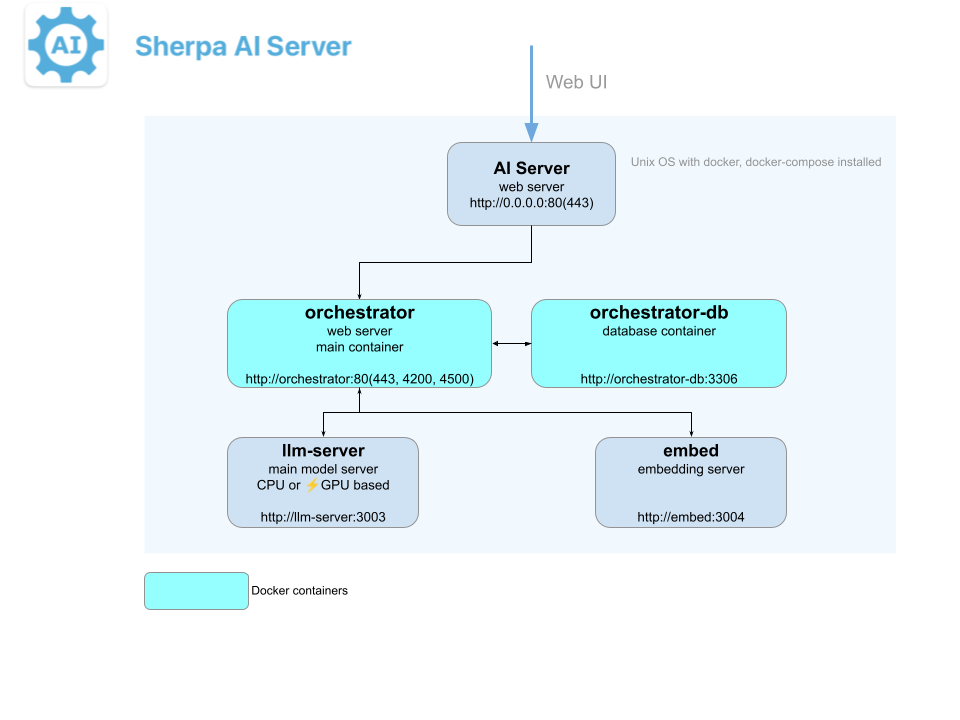 AI
Sherpa AI Server
Web UI
Unix OS with docker, docker-compose installed
AI Server
web server
http://0.0.0.0:80(443)
orchestrator
web server
main container
http://orchestrator:80(443, 4200, 4500)
orchestrator-db
database container
http://orchestrator-db:3306
llm-server
main model server
CPU or ⚡GPU based
http://llm-server:3003
embed
embedding server
http://embed:3004
Docker containers